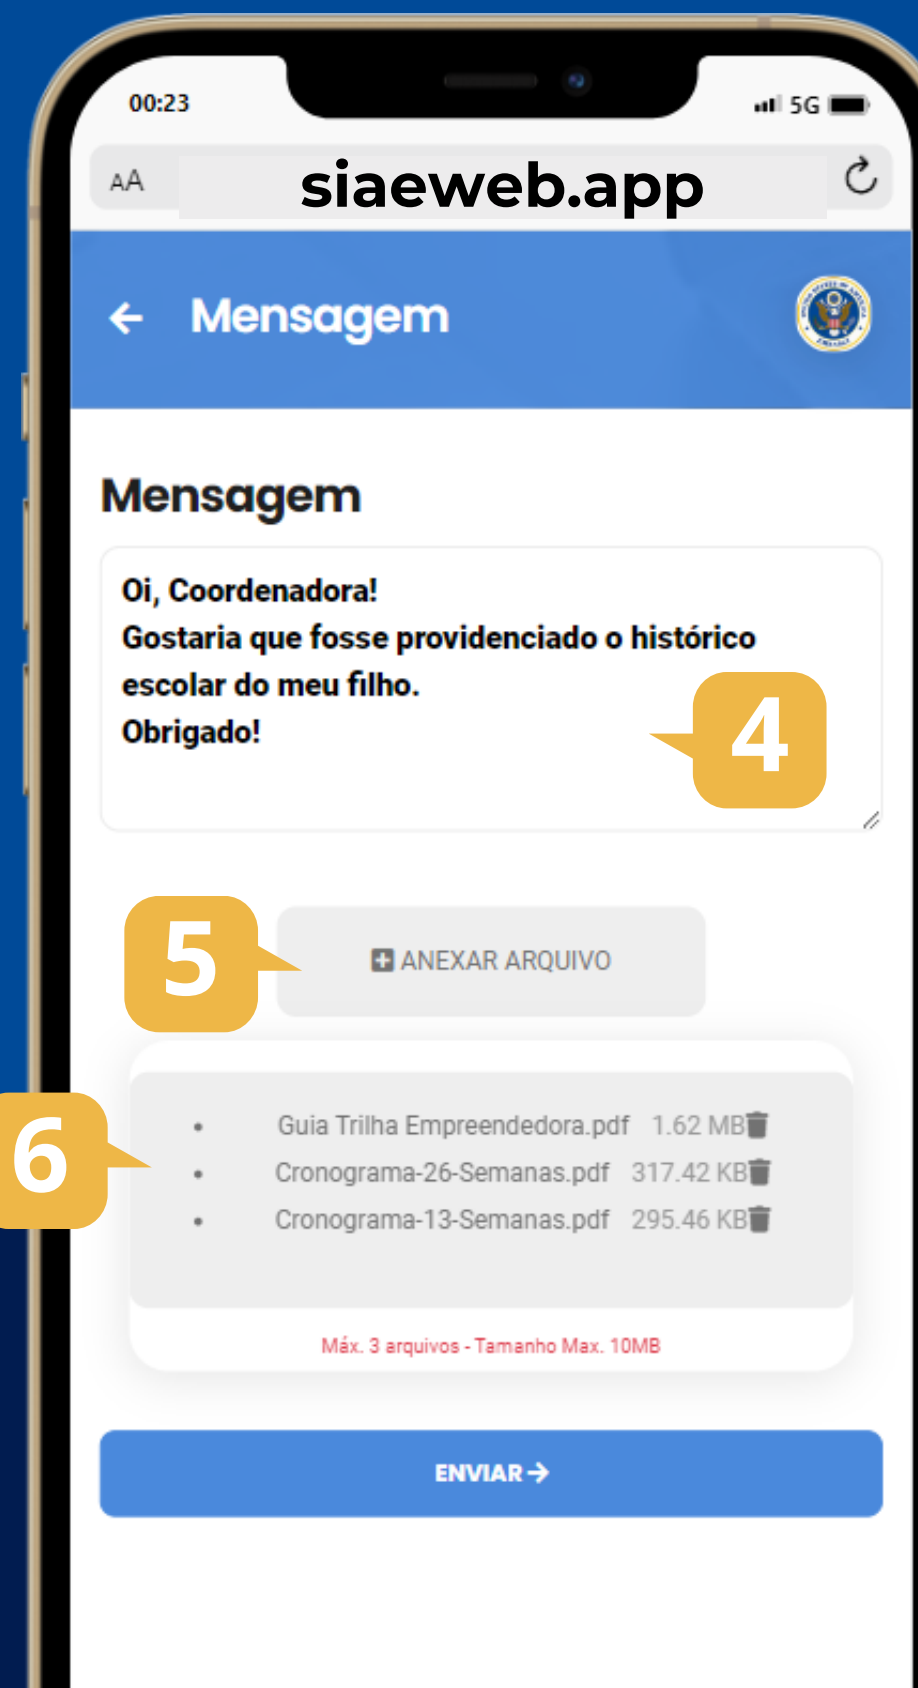 00:23
5G
AA
siaeweb.app
Mensagem
Mensagem
Oi, Coordenadora!
Gostaria que fosse providenciado o histórico
escolar do meu filho.
Obrigado!
4
5
ANEXAR ARQUIVO
6
Guia Trilha Empreendedora.pdf 1.62 MB
Cronograma-26-Semanas.pdf 317.42 KB
Cronograma-13-Semanas.pdf 295.46 KB
Máx. 3 arquivos - Tamanho Max. 10MB
ENVIAR